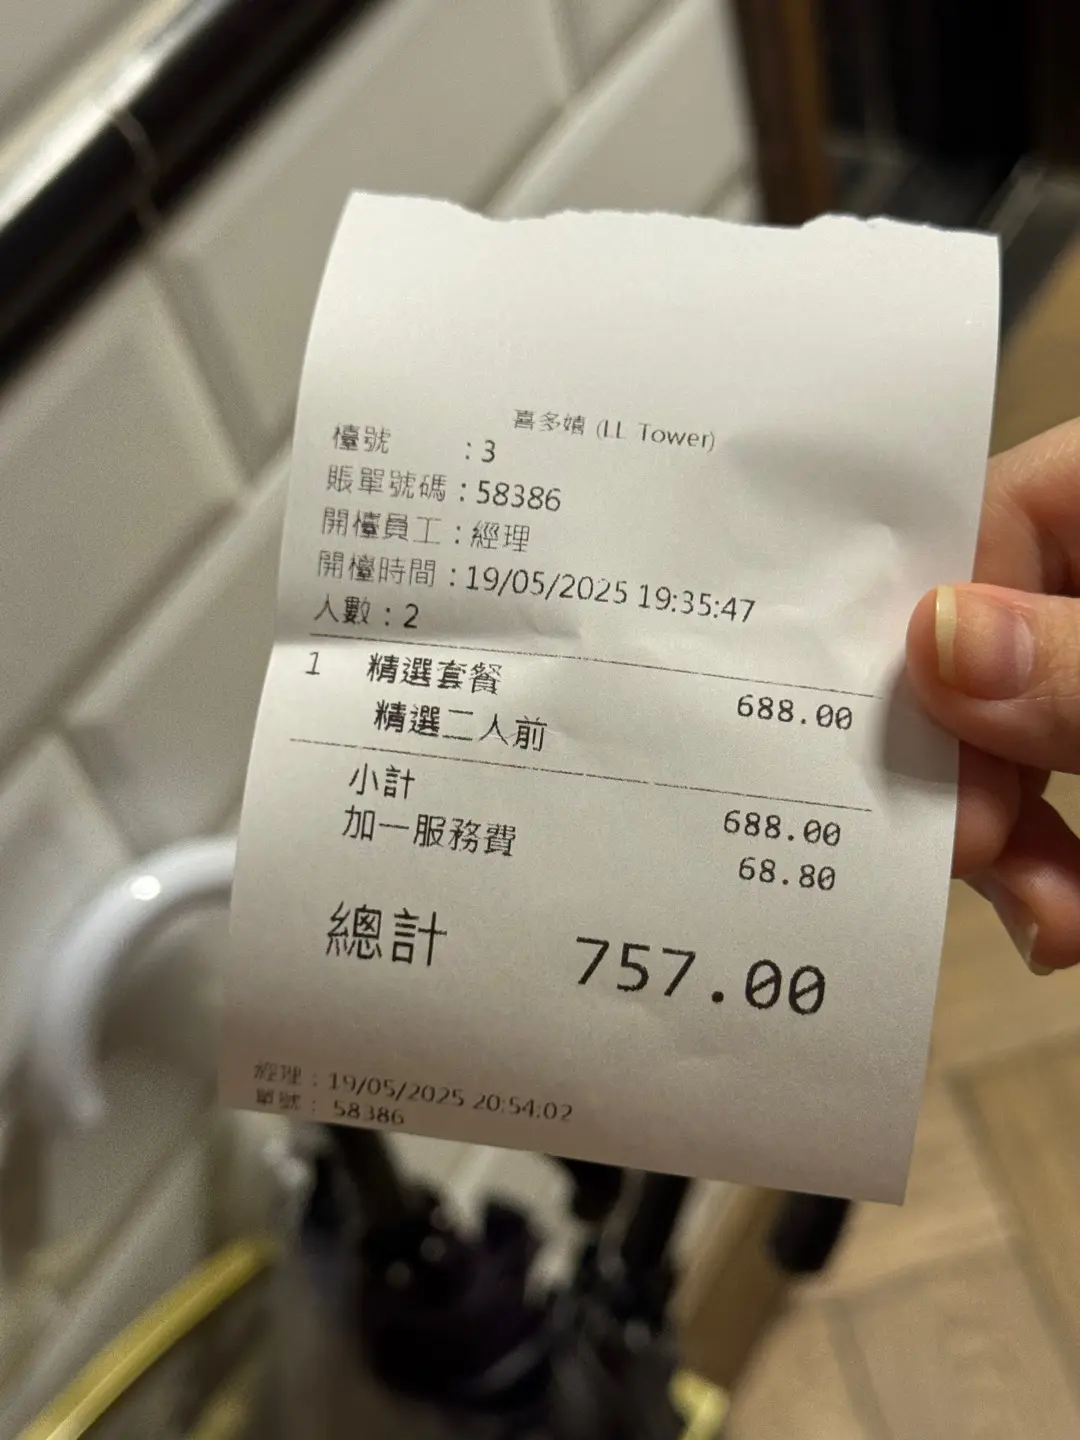 喜多嬉 (LL Tower)
檯號 :3
賬單號碼 :58386
開檯員工 :經理
開檯時間 :19/05/2025 19:35:47
人數 :2
1 精選套餐 688.00
精選二人前
小計 688.00
加一服務費 68.80
總計 757.00
經理 : 19/05/2025 20:54:02
單號 : 58386